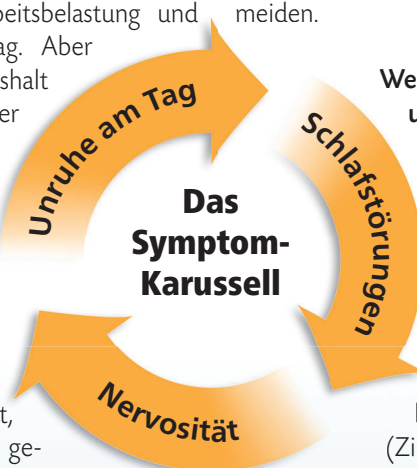 beitsbelastung und
meiden.
ag. Aber
shalt
er
We
u
Unruhe am Tag
Schlafstörungen
Das
Symptom-
Karussell
Nervosität
t,
ge-
(Zi